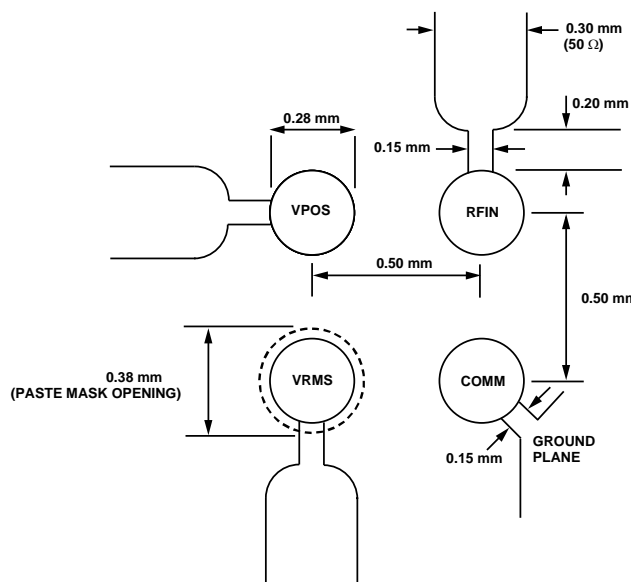 0.30 mm
(50 Ω)
0.20 mm
0.28 mm
0.15 mm
VPOS
RFIN
0.50 mm
0.50 mm
0.38 mm
(PASTE MASK OPENING)
VRMS
COMM
GROUND
PLANE
0.15 mm